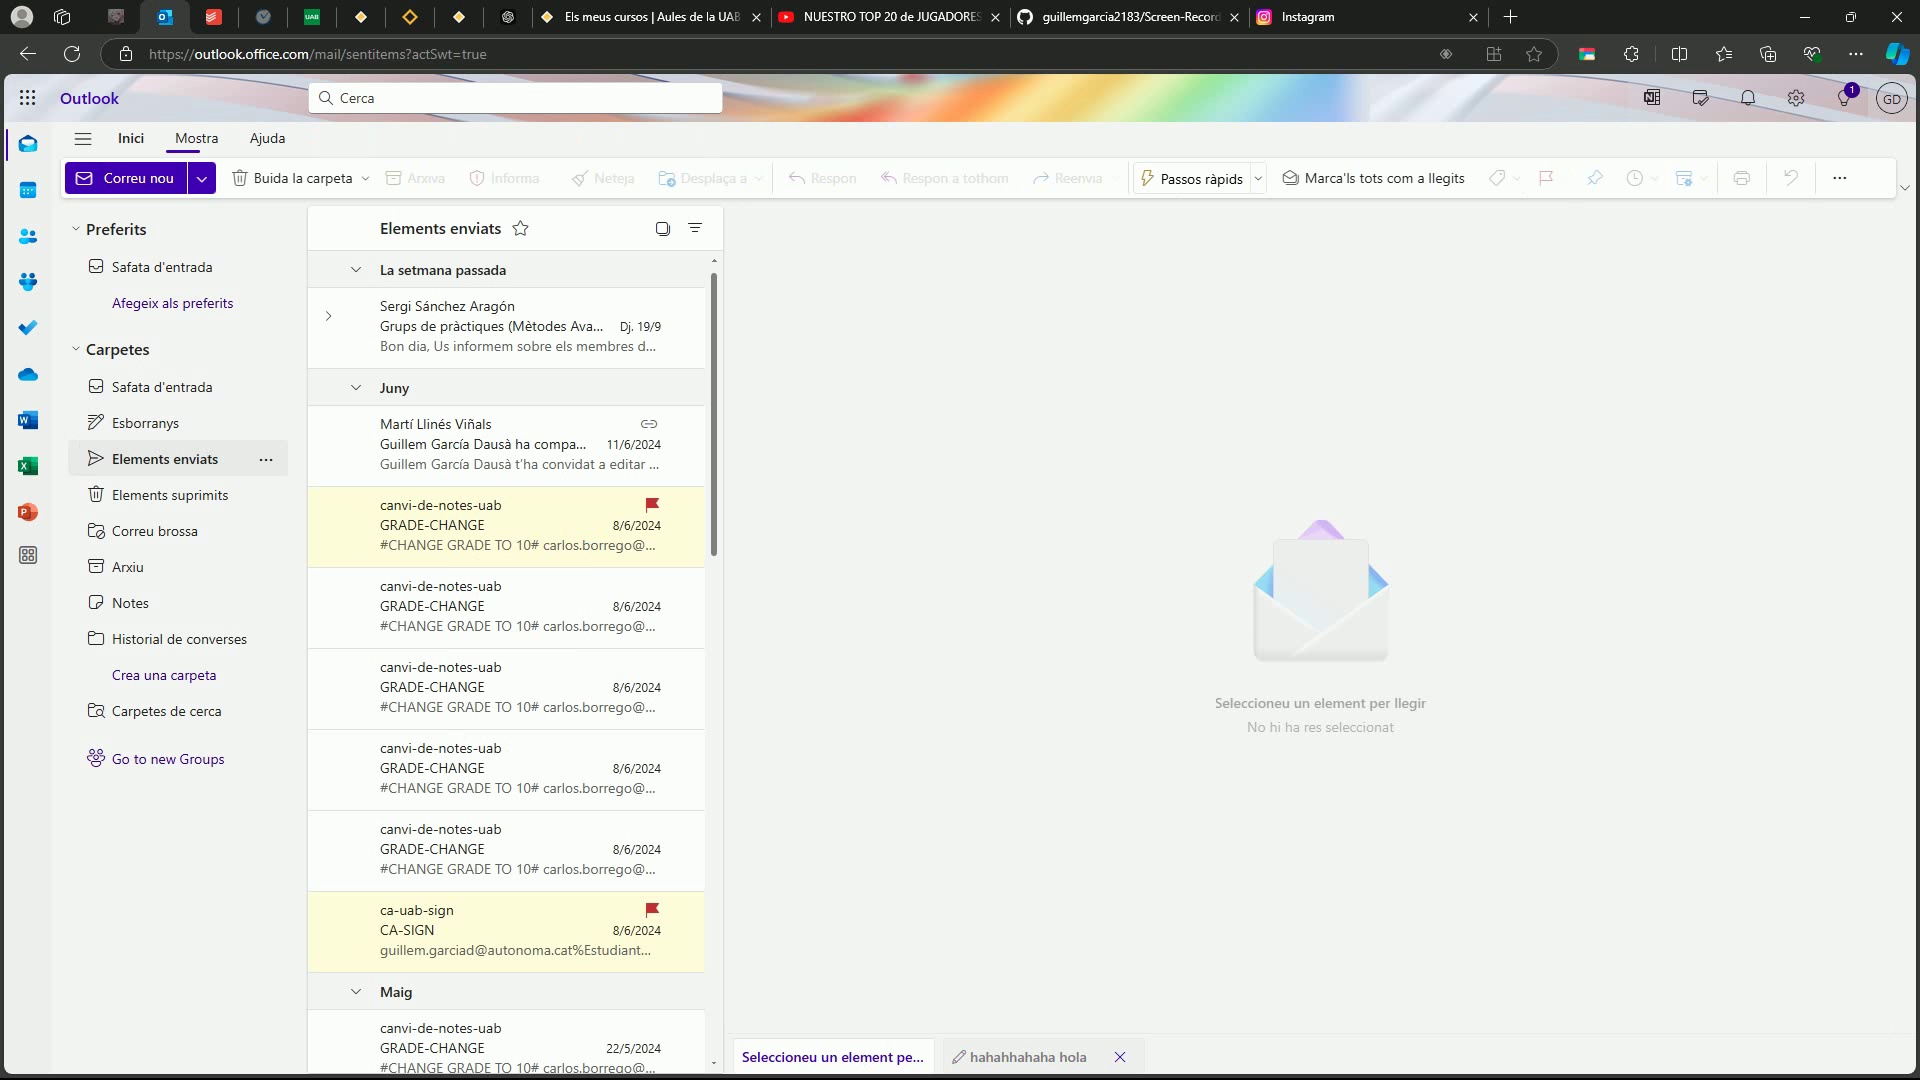 Els meus cursos | Aules de la UAB
NUESTRO TOP 20 de JUGADORES
guillemgarcia2183/Screen-Record
Instagram
https://outlook.office.com/mail/sentitems?actSwt=true
Outlook
Cerca
1
GD
Inici
Mostra
Ajuda
Correu nou
Buida la carpeta
Arxiva
Informa
Neteja
Desplaça a
Respon
Respon a tothom
Reenvia
Passos ràpids
Marca'ls tots com a llegits
Preferits
Safata d'entrada
Afegeix als preferits
Carpetes
Safata d'entrada
Esborranys
Elements enviats
Elements suprimits
Correu brossa
Arxiu
Notes
Historial de converses
Crea una carpeta
Carpetes de cerca
Go to new Groups
Elements enviats
La setmana passada
Sergi Sánchez Aragón
Grups de pràctiques (Mètodes Ava... Dj. 19/9
Bon dia, Us informem sobre els membres d...
Juny
Martí Llinés Viñals
Guillem García Dausà ha compa... 11/6/2024
Guillem García Dausà t'ha convidat a editar ...
canvi-de-notes-uab
GRADE-CHANGE 8/6/2024
#CHANGE GRADE TO 10# carlos.borrego@...
canvi-de-notes-uab
GRADE-CHANGE 8/6/2024
#CHANGE GRADE TO 10# carlos.borrego@...
canvi-de-notes-uab
GRADE-CHANGE 8/6/2024
#CHANGE GRADE TO 10# carlos.borrego@...
canvi-de-notes-uab
GRADE-CHANGE 8/6/2024
#CHANGE GRADE TO 10# carlos.borrego@...
canvi-de-notes-uab
GRADE-CHANGE 8/6/2024
#CHANGE GRADE TO 10# carlos.borrego@...
ca-uab-sign
CA-SIGN 8/6/2024
guillem.garciad@autonoma.cat%Estudiant...
Maig
canvi-de-notes-uab
GRADE-CHANGE 22/5/2024
#CHANGE GRADE TO 10# carlos.borrego@...
Seleccioneu un element per llegir
No hi ha res seleccionat
Seleccioneu un element pe...
hahahhahaha hola